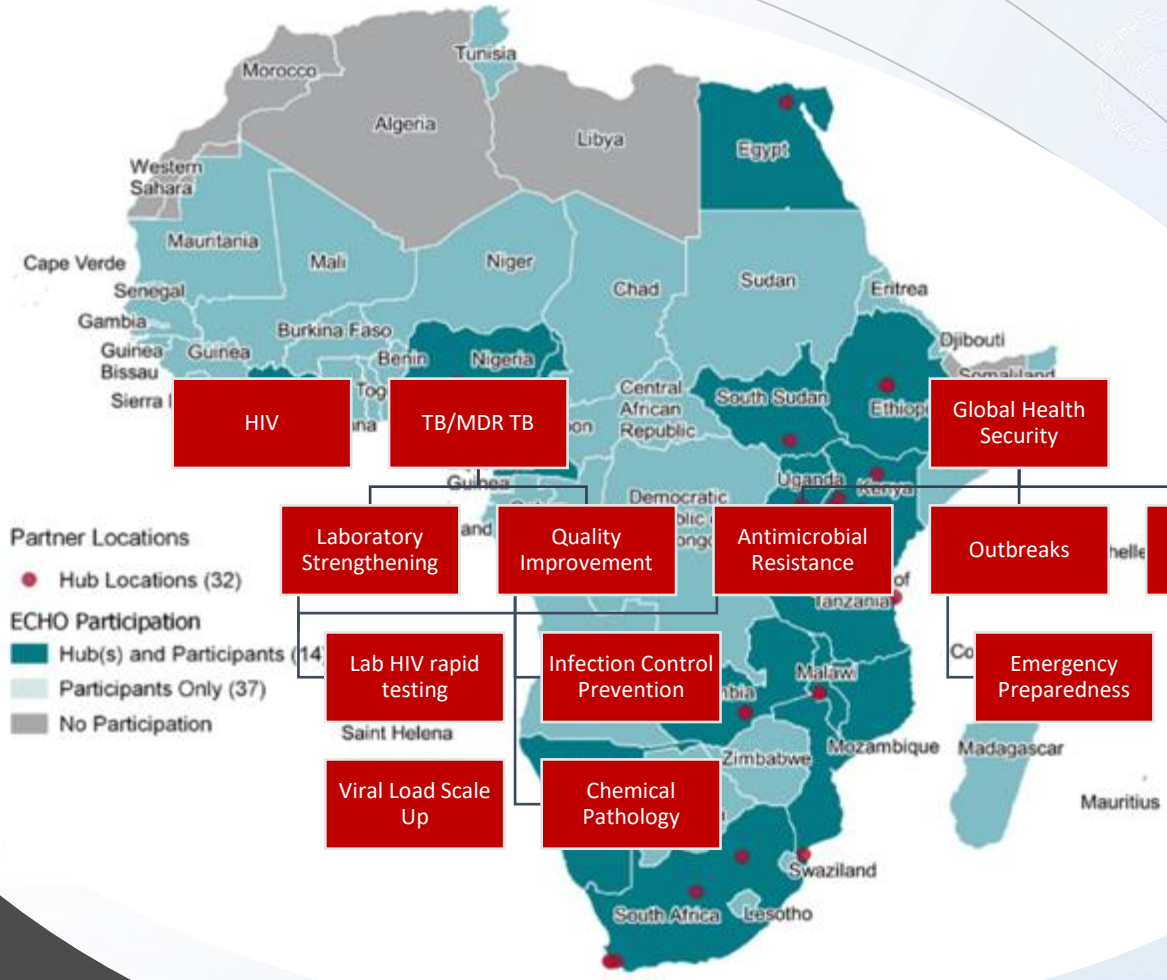 Tunisia
Morocco
Algeria
Libya
Egypt
Western
Sahara
Mauritania
Mali
Niger
Chad
Sudan
Eritrea
Cape Verde
Senegal
Gambia
Guinea
Bissau
Guinea
Burkina Faso
Benin
Nigeria
Djibouti
Somaliland
Sierra
Central
African
Republic
South Sudan
HIV
TB/MDR TB
Global Health
Security
Guinea
Democratic
Uganda
Kenya
Partner Locations
Hub Locations (32)
ECHO Participation
Hub(s) and Participants (14
Participants Only (37)
No Participation
Laboratory
Strengthening
Quality
Improvement
Antimicrobial
Resistance
Outbreaks
of
Tanzania
Lab HIV rapid
testing
Infection Control
Prevention
Malawi
Emergency
Preparedness
Saint Helena
Zimbabwe
Mozambique
Madagascar
Mauritius
Viral Load Scale
Up
Chemical
Pathology
Swaziland
South Africa
Lesotho